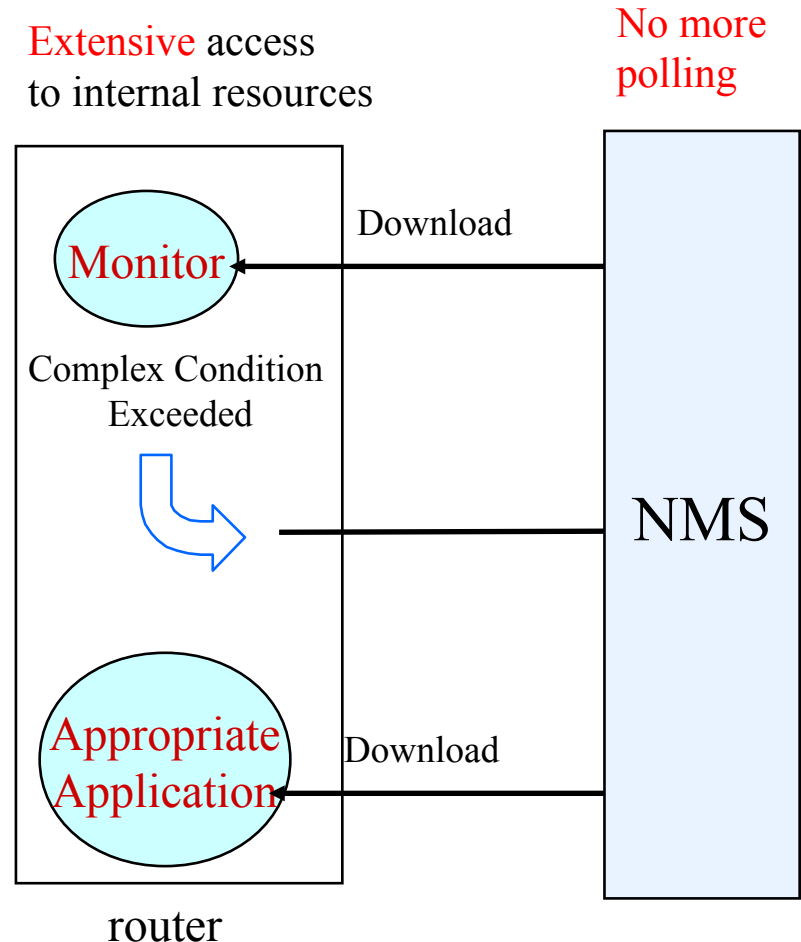 Extensive access
to internal resources
No more
polling
Monitor
Download
Complex Condition
Exceeded
NMS
Appropriate
Application
Download
router